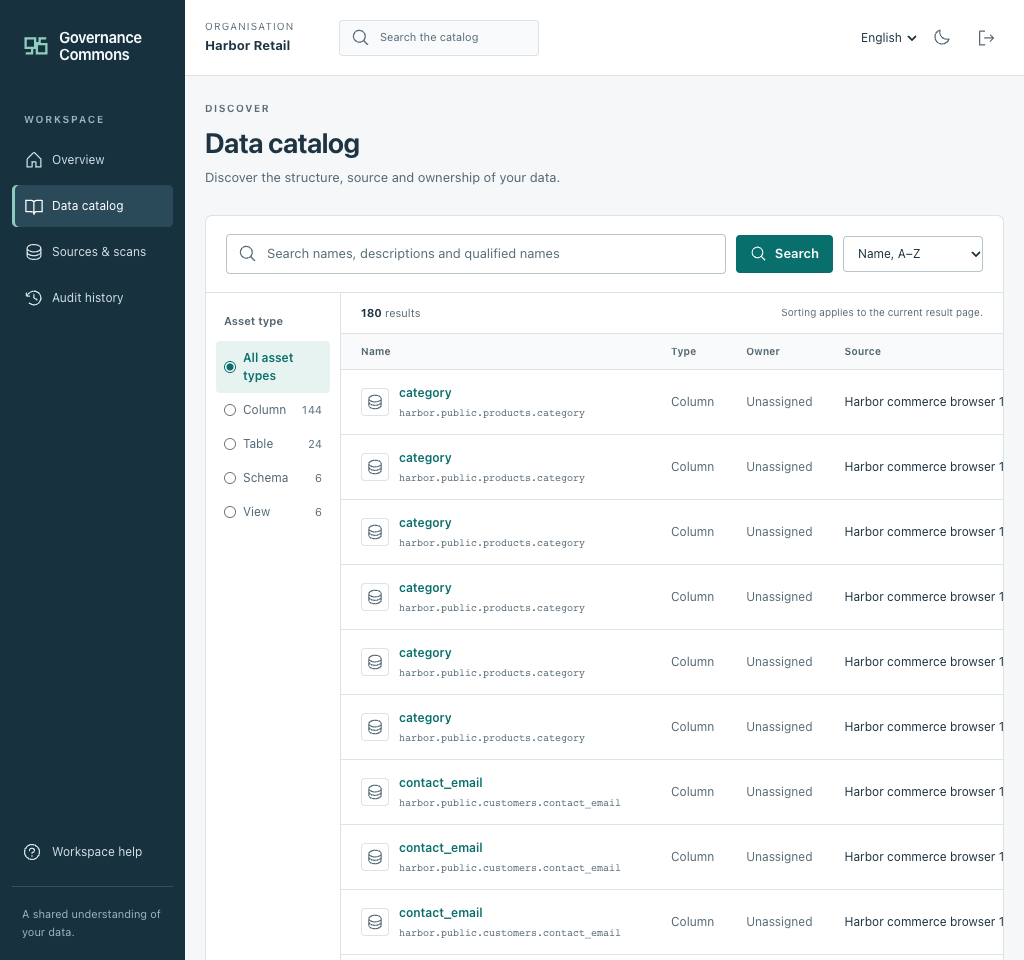 Governance
Commons
WORKSPACE
Overview
Data catalog
Sources & scans
Audit history
Workspace help
A shared understanding of
your data.
ORGANISATION
Harbor Retail
Search the catalog
English
DISCOVER
Data catalog
Discover the structure, source and ownership of your data.
Search names, descriptions and qualified names
Search
Name, A–Z
Asset type
All asset
types
Column 144
Table 24
Schema 6
View 6
180 results
Sorting applies to the current result page.
Name Type Owner Source
category
harbor.public.products.category
Column Unassigned Harbor commerce browser 1
category
harbor.public.products.category
Column Unassigned Harbor commerce browser 1
category
harbor.public.products.category
Column Unassigned Harbor commerce browser 1
category
harbor.public.products.category
Column Unassigned Harbor commerce browser 1
category
harbor.public.products.category
Column Unassigned Harbor commerce browser 1
category
harbor.public.products.category
Column Unassigned Harbor commerce browser 1
contact_email
harbor.public.customers.contact_email
Column Unassigned Harbor commerce browser 1
contact_email
harbor.public.customers.contact_email
Column Unassigned Harbor commerce browser 1
contact_email
harbor.public.customers.contact_email
Column Unassigned Harbor commerce browser 1